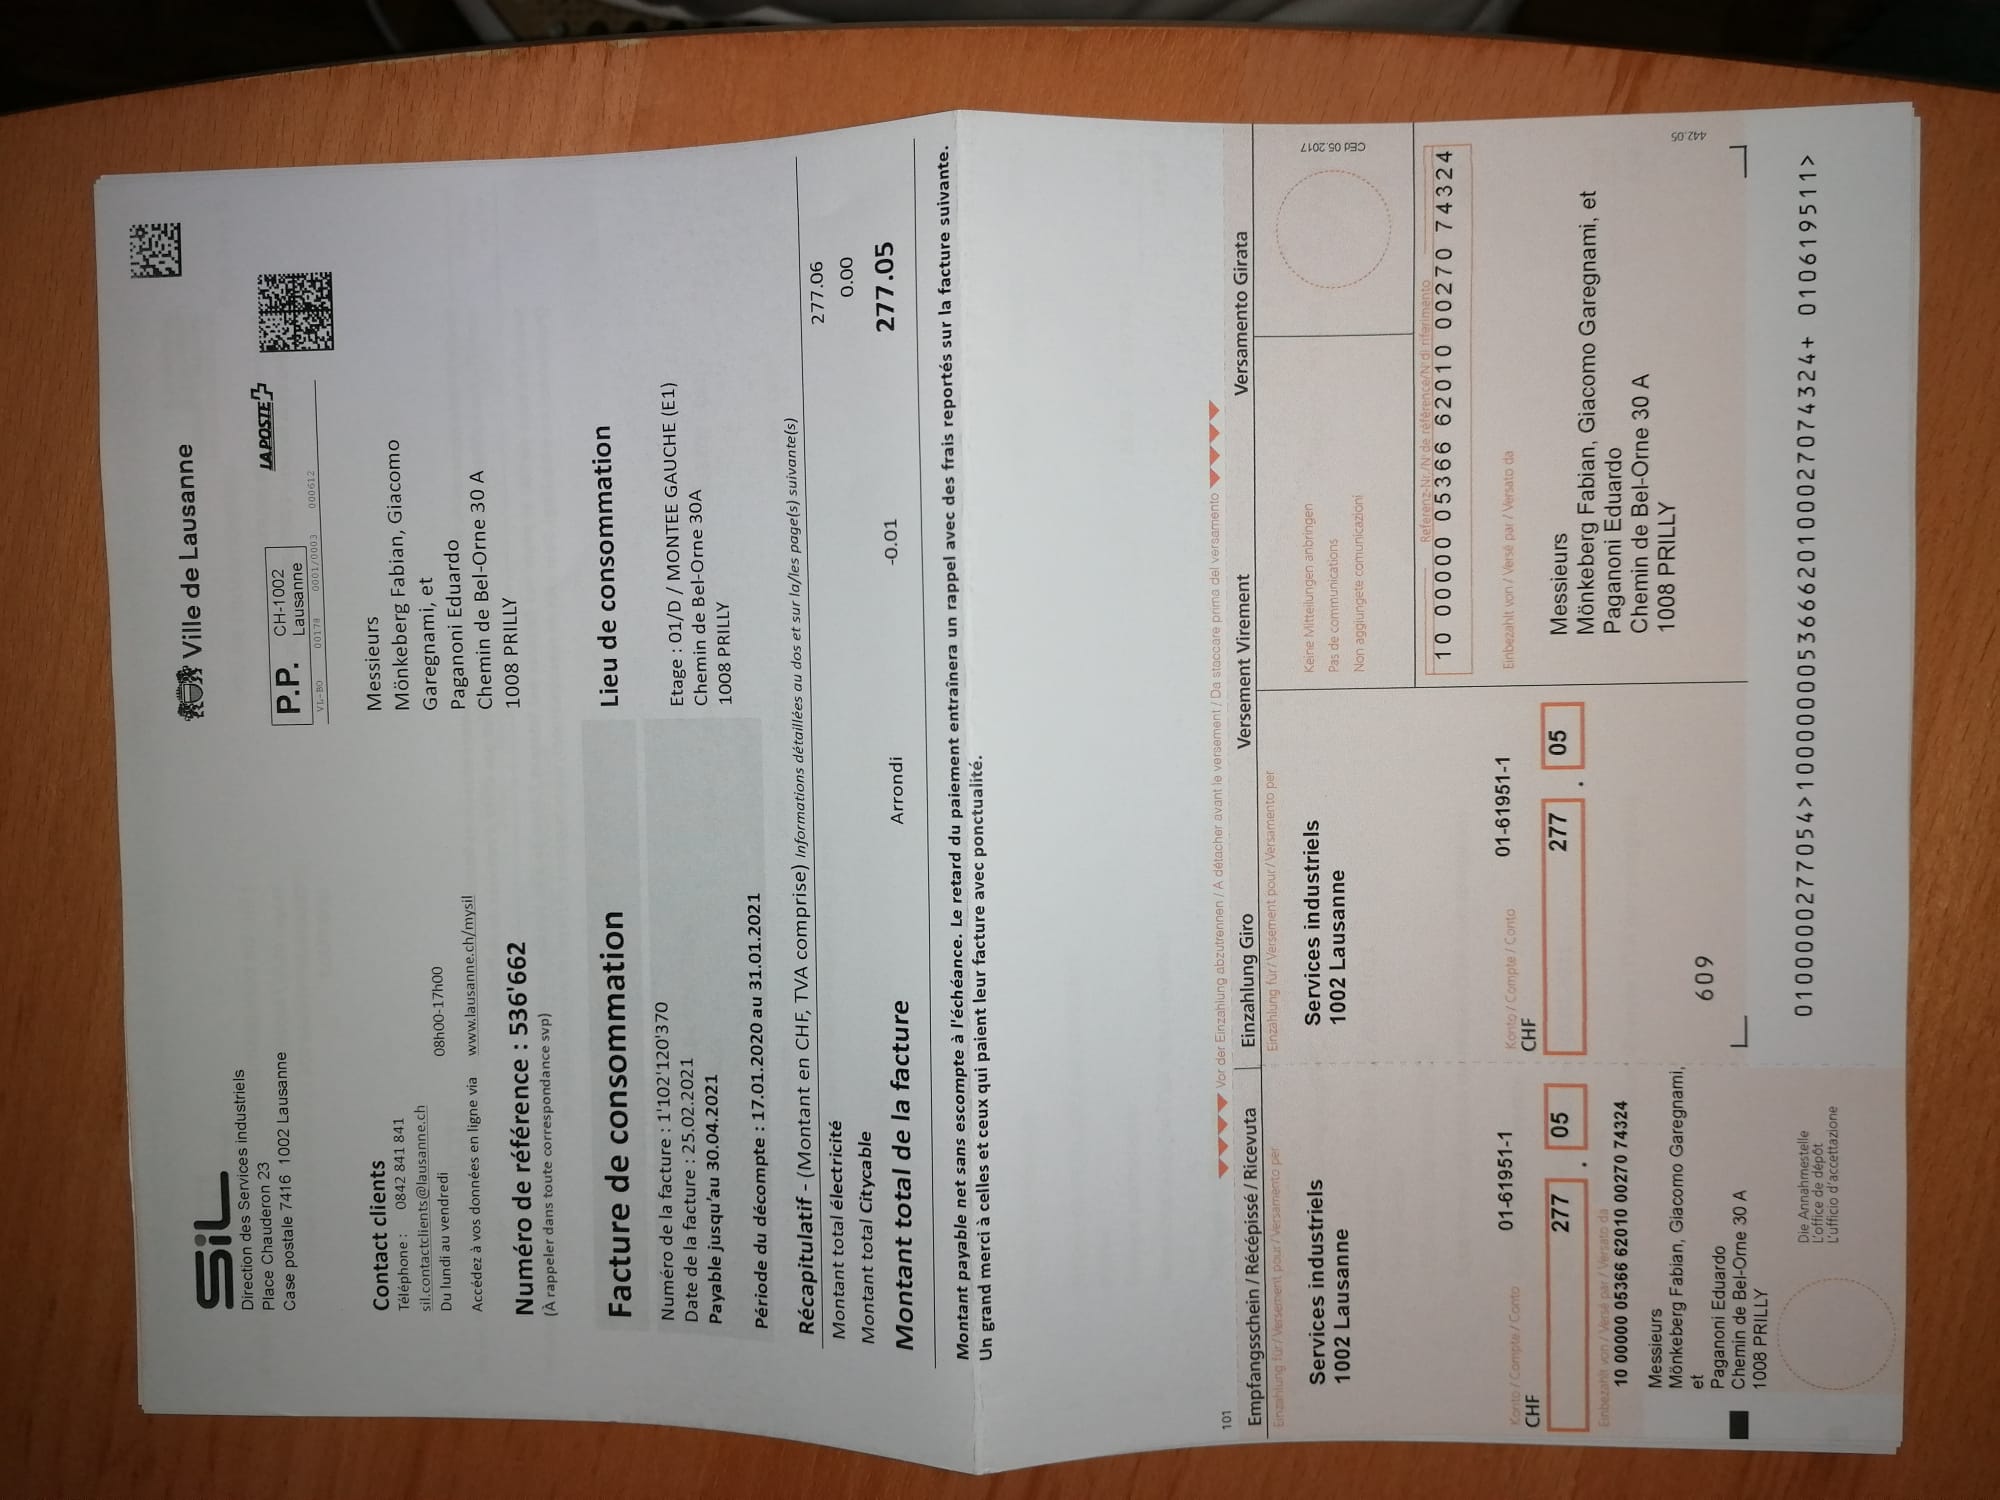 SiL
Direction des Services industriels
Place Chauderon 23
Case postale 7416 1002 Lausanne
Ville de Lausanne
P.P. CH-1002
Lausanne
LA POSTE
VL-BO 00178 0001/0003 000612
Contact clients
Téléphone : 0842 841 841
sil.contactclients@lausanne.ch
Du lundi au vendredi 08h00-17h00
Accédez à vos données en ligne via www.lausanne.ch/mysil
Messieurs
Mönkeberg Fabian, Giacomo
Garegnami, et
Paganoni Eduardo
Chemin de Bel-Orne 30 A
1008 PRILLY
Numéro de référence : 536'662
(À rappeler dans toute correspondance svp)
Facture de consommation
Numéro de la facture : 1'102'120'370
Date de la facture : 25.02.2021
Payable jusqu'au 30.04.2021
Période du décompte : 17.01.2020 au 31.01.2021
Lieu de consommation
Etage : 01/D / MONTEE GAUCHE (E1)
Chemin de Bel-Orne 30A
1008 PRILLY
Récapitulatif - (Montant en CHF, TVA comprise) Informations détaillées au dos et sur la/les page(s) suivante(s)
Montant total électricité 277.06
Montant total Citycable 0.00
Montant total de la facture Arrondi -0.01 277.05
Montant payable net sans escompte à l'échéance. Le retard du paiement entraînera un rappel avec des frais reportés sur la facture suivante.
Un grand merci à celles et ceux qui paient leur facture avec ponctualité.
101
Vor der Einzahlung abzutrennen / A détacher avant le versement / Da staccare prima del versamento
Empfangsschein / Récépissé / Ricevuta
Einzahlung für / Versement pour / Versamento per
Services industriels
1002 Lausanne
Konto / Compte / Conto 01-61951-1
CHF
277 . 05
Einbezahlt von / Versé par / Versato da
10 00000 05366 62010 00270 74324
Messieurs
Mönkeberg Fabian, Giacomo Garegnami,
et
Paganoni Eduardo
Chemin de Bel-Orne 30 A
1008 PRILLY
Die Annahmestelle
L'office de dépôt
L'ufficio d'accettazione
Einzahlung Giro Versement Virement Versamento Girata
Einzahlung für / Versement pour / Versamento per
Services industriels
1002 Lausanne
Konto / Compte / Conto 01-61951-1
CHF
277 . 05
609
Keine Mitteilungen anbringen
Pas de communications
Non aggiungete comunicazioni
CEd 05.2017
Referenz-Nr./N° de référence/N° di riferimento
10 00000 05366 62010 00270 74324
Einbezahlt von / Versé par / Versato da
Messieurs
Mönkeberg Fabian, Giacomo Garegnami, et
Paganoni Eduardo
Chemin de Bel-Orne 30 A
1008 PRILLY
442.05
0100000277054>100000005366620100027074324+ 010619511>